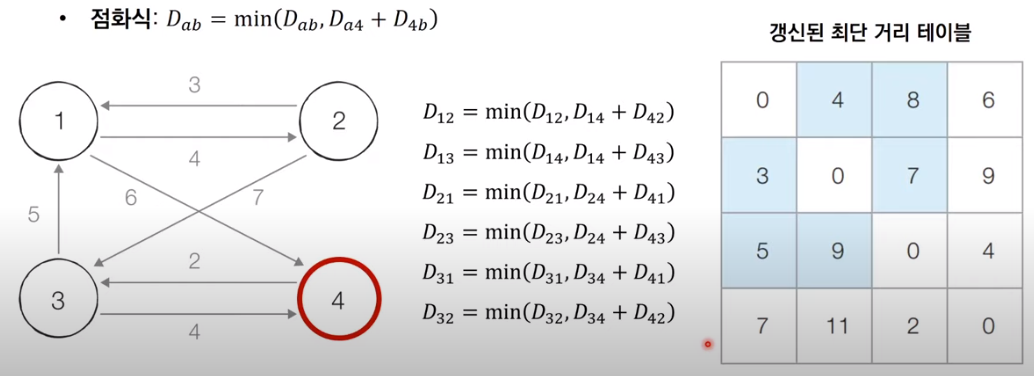 • 점화식: D_ab = min(D_ab, D_a4 + D_4b)
갱신된 최단 거리 테이블
3
1
2
4
6
7
5
2
3
4
4
D_12 = min(D_12, D_14 + D_42)
D_13 = min(D_14, D_14 + D_43)
D_21 = min(D_21, D_24 + D_41)
D_23 = min(D_23, D_24 + D_43)
D_31 = min(D_31, D_34 + D_41)
D_32 = min(D_32, D_34 + D_42)
0 4 8 6
3 0 7 9
5 9 0 4
7 11 2 0